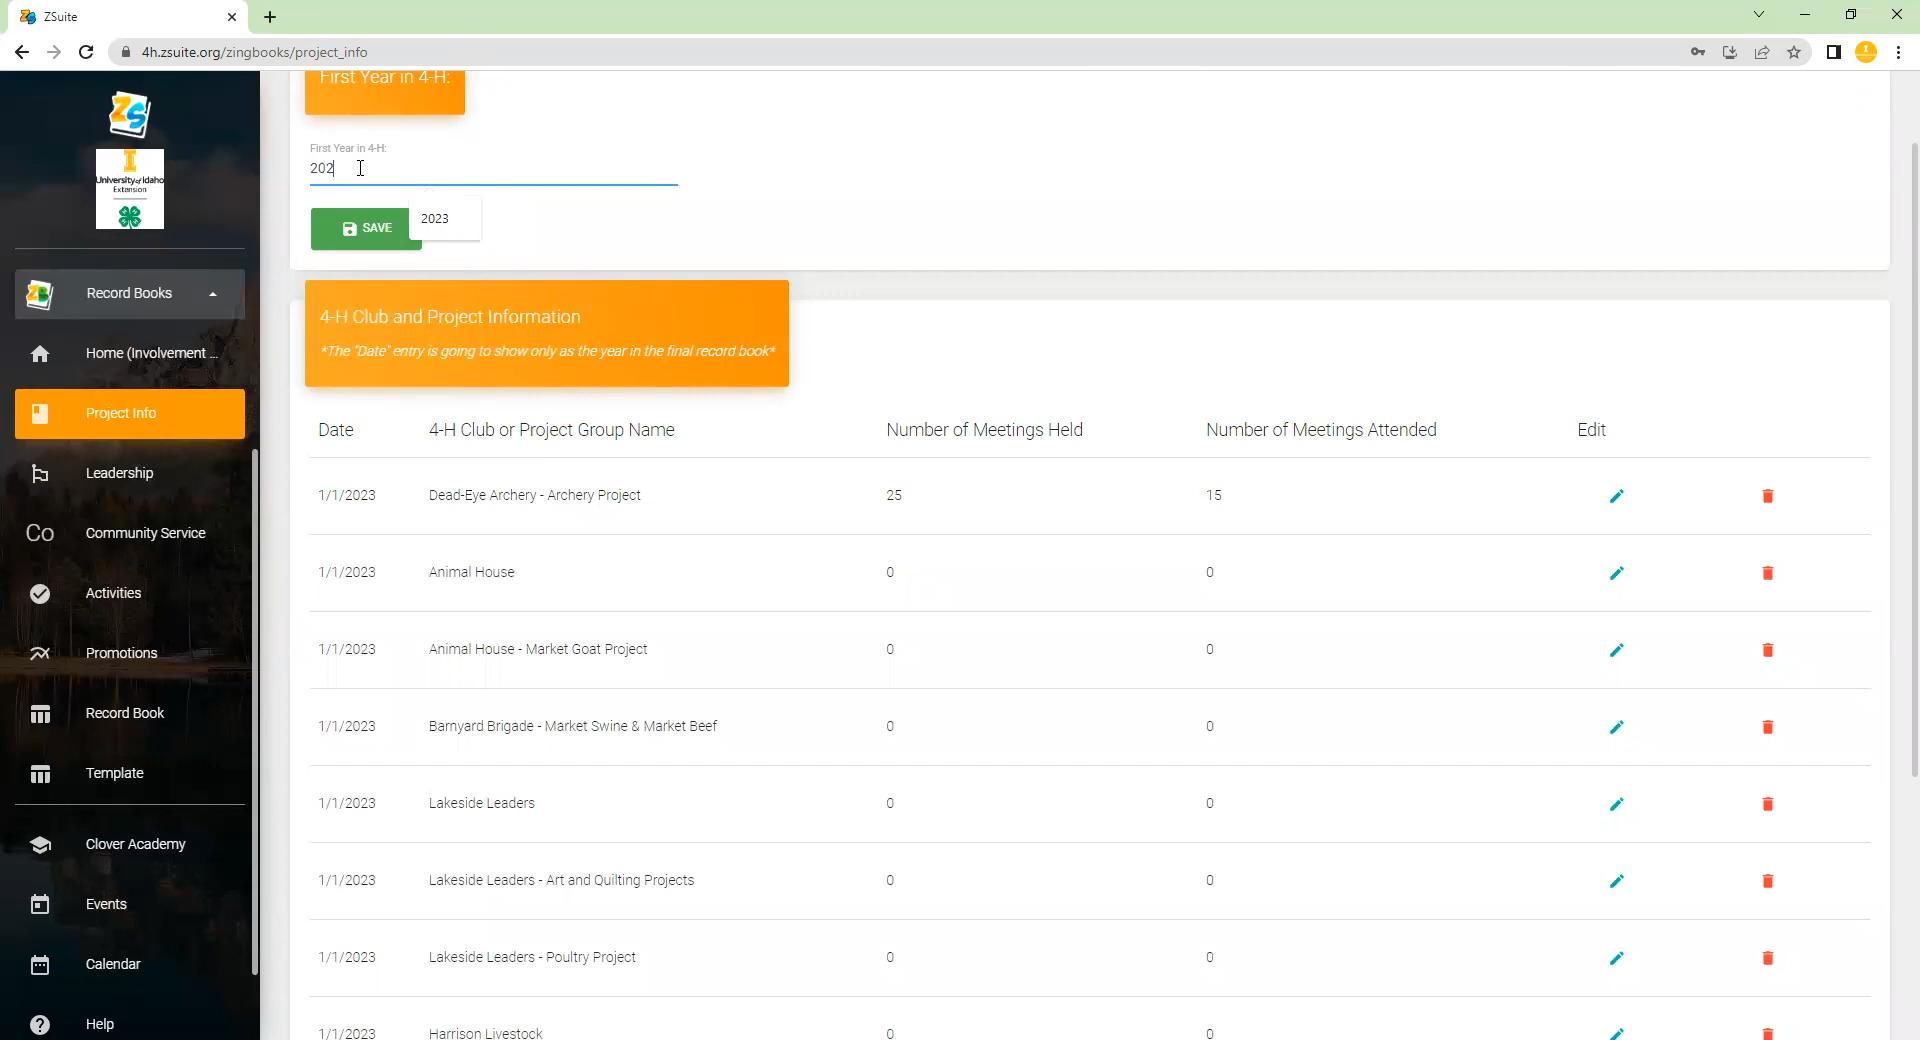 ZSuite
4h.zsuite.org/zingbooks/project_info
University of Idaho
Extension
Record Books
Home (Involvement ...
Project Info
Leadership
Co
Community Service
Activities
Promotions
Record Book
Template
Clover Academy
Events
Calendar
Help
First Year in 4-H:
First Year in 4-H:
202
2023
SAVE
4-H Club and Project Information
*The "Date" entry is going to show only as the year in the final record book*
Date 4-H Club or Project Group Name Number of Meetings Held Number of Meetings Attended Edit
1/1/2023 Dead-Eye Archery - Archery Project 25 15
1/1/2023 Animal House 0 0
1/1/2023 Animal House - Market Goat Project 0 0
1/1/2023 Barnyard Brigade - Market Swine & Market Beef 0 0
1/1/2023 Lakeside Leaders 0 0
1/1/2023 Lakeside Leaders - Art and Quilting Projects 0 0
1/1/2023 Lakeside Leaders - Poultry Project 0 0
1/1/2023 Harrison Livestock 0 0